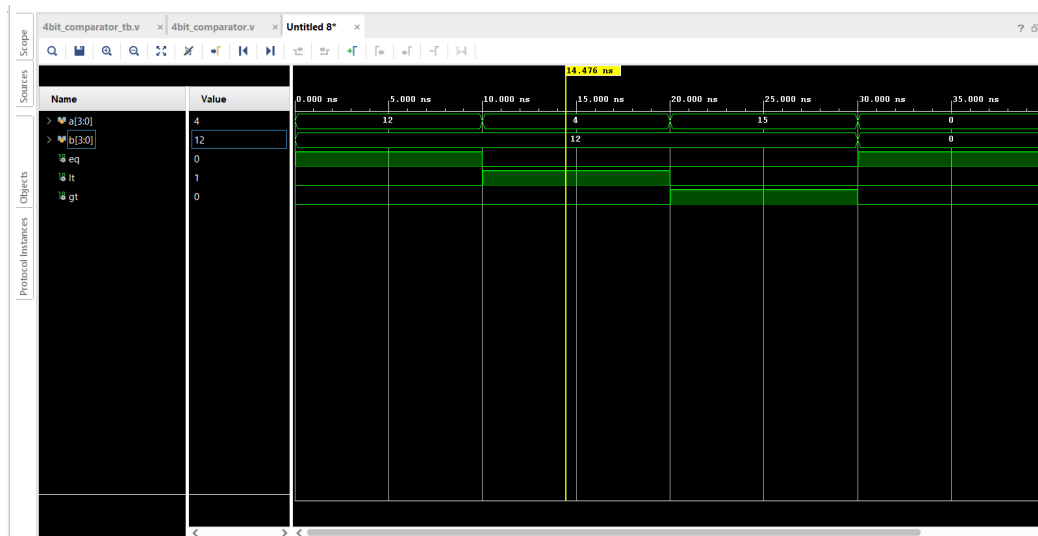 4bit_comparator_tb.v × 4bit_comparator.v × Untitled 8* ×
?
Scope
Sources
Objects
Protocol Instances
14.476 ns
Name Value
0.000 ns 5.000 ns 10.000 ns 15.000 ns 20.000 ns 25.000 ns 30.000 ns 35.000 ns
a[3:0] 4 12 4 15 0
b[3:0] 12 12 0
eq 0
lt 1
gt 0